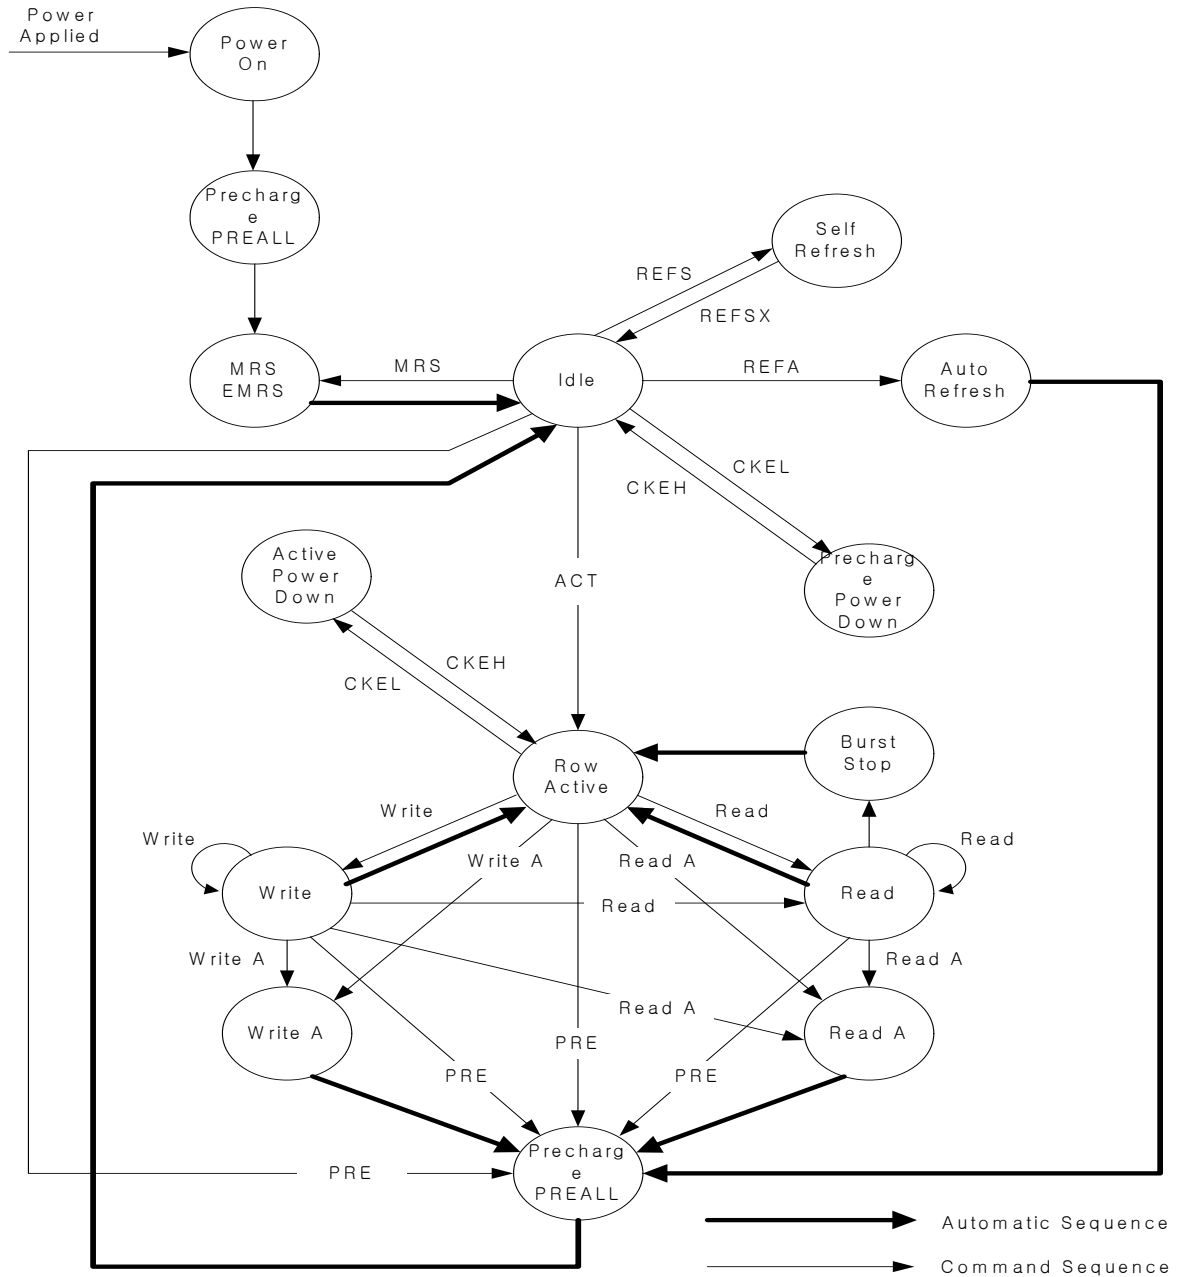 Power
Applied
Power
On
Precharg
e
PREALL
Self
Refresh
REFS
REFSX
MRS
EMRS
MRS
Idle
REFA
Auto
Refresh
CKEL
CKEH
Active
Power
Down
ACT
Precharg
e
Power
Down
CKEH
CKEL
Burst
Stop
Row
Active
Write
Read
Write
Write A
Read A
Read
Write
Read
Read
Write A
Read A
Read A
Write A
Read A
PRE
PRE
PRE
Precharg
e
PREALL
PRE
Automatic Sequence
Command Sequence